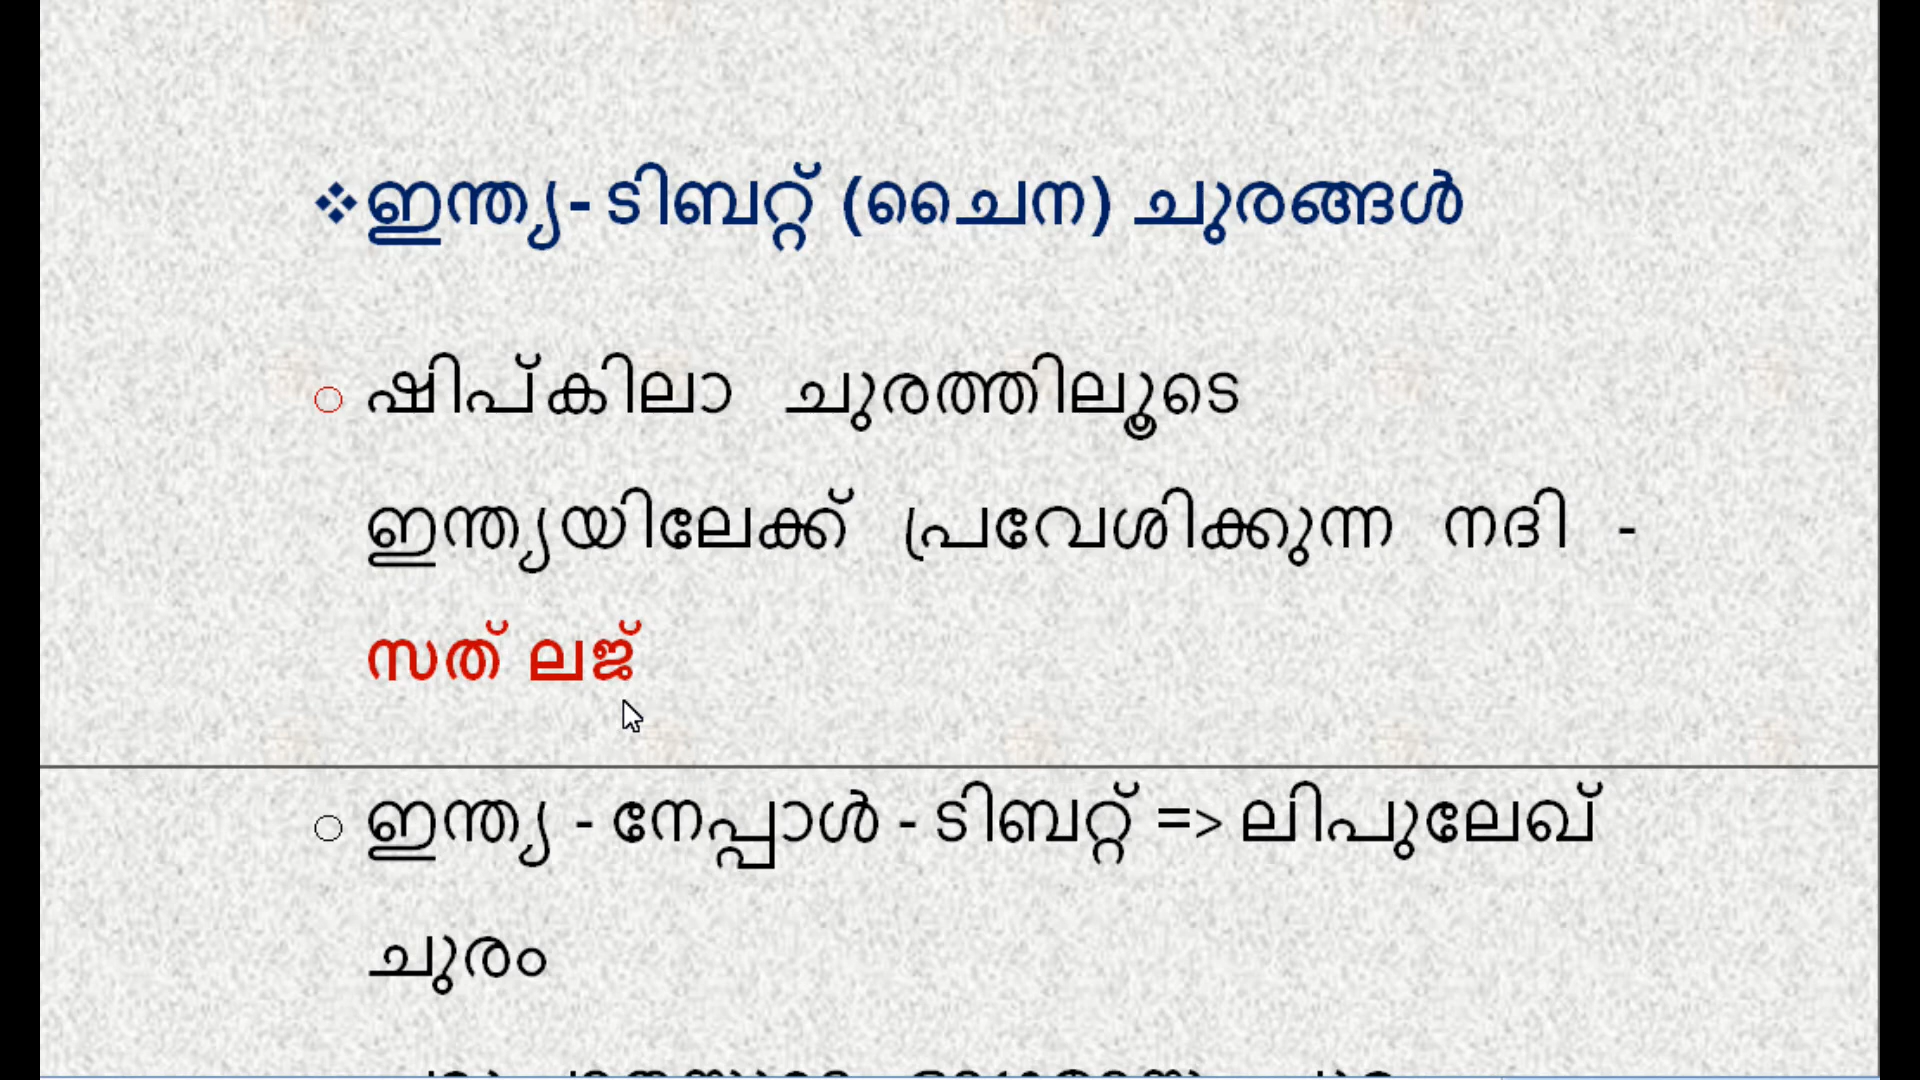 ❖ഇന്ത്യ- ടിബറ്റ് (ചൈന) ചുരങ്ങൾ
○ ഷിപ്കിലാ ചുരത്തിലൂടെ
ഇന്ത്യയിലേക്ക് പ്രവേശിക്കുന്ന നദി -
സത് ലജ്
○ ഇന്ത്യ - നേപ്പാൾ - ടിബറ്റ് => ലിപുലേഖ്
ചുരം